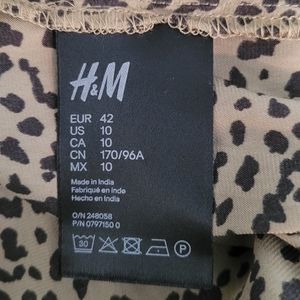 H&M
EUR 42
US 10
CA 10
CN 170/96A
MX 10
Made in India
Fabriqué en Inde
Hecho en India
O/N 248058
P/N 0797150 0
30
P